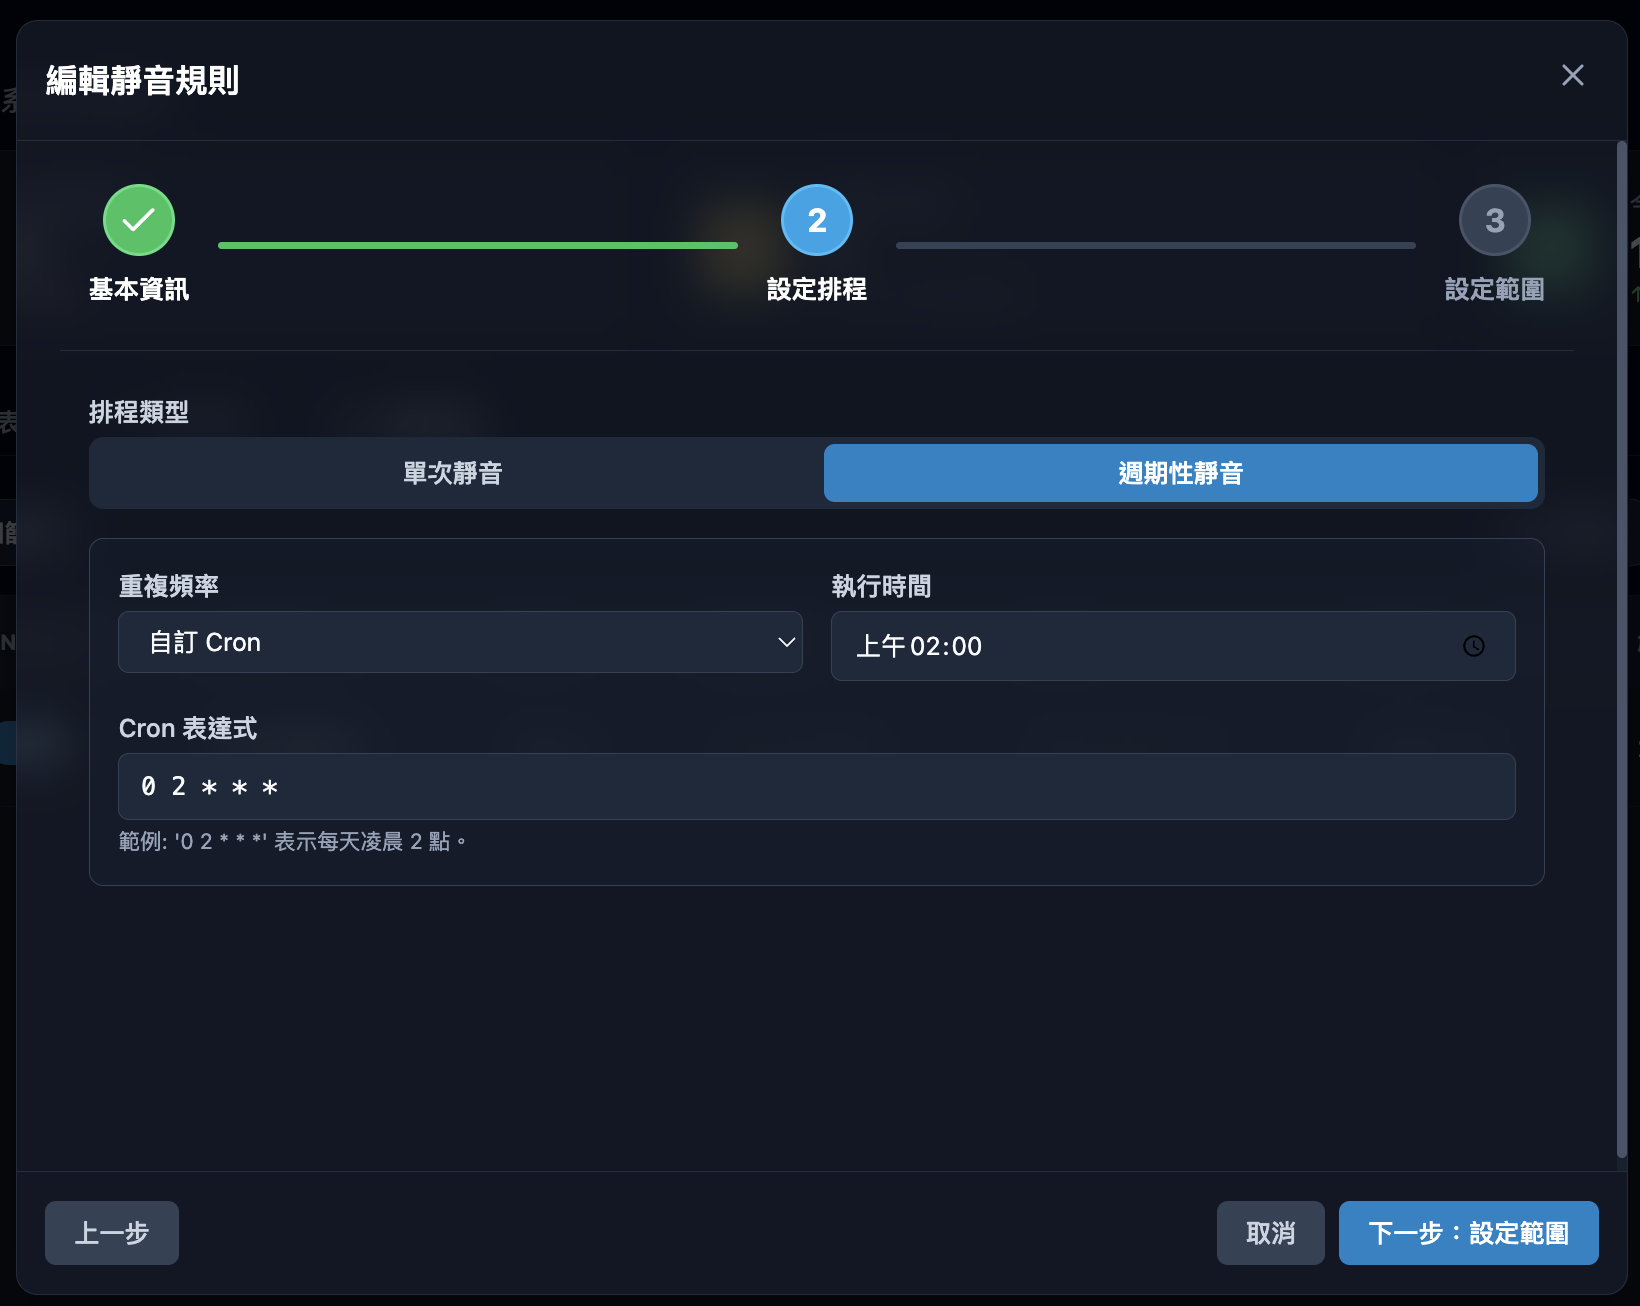 編輯靜音規則
2
3
基本資訊
設定排程
設定範圍
排程類型
單次靜音
週期性靜音
重複頻率
執行時間
自訂 Cron
上午02:00
Cron 表達式
0 2 * * *
範例: '0 2 * * *' 表示每天凌晨 2 點。
上一步
取消
下一步：設定範圍